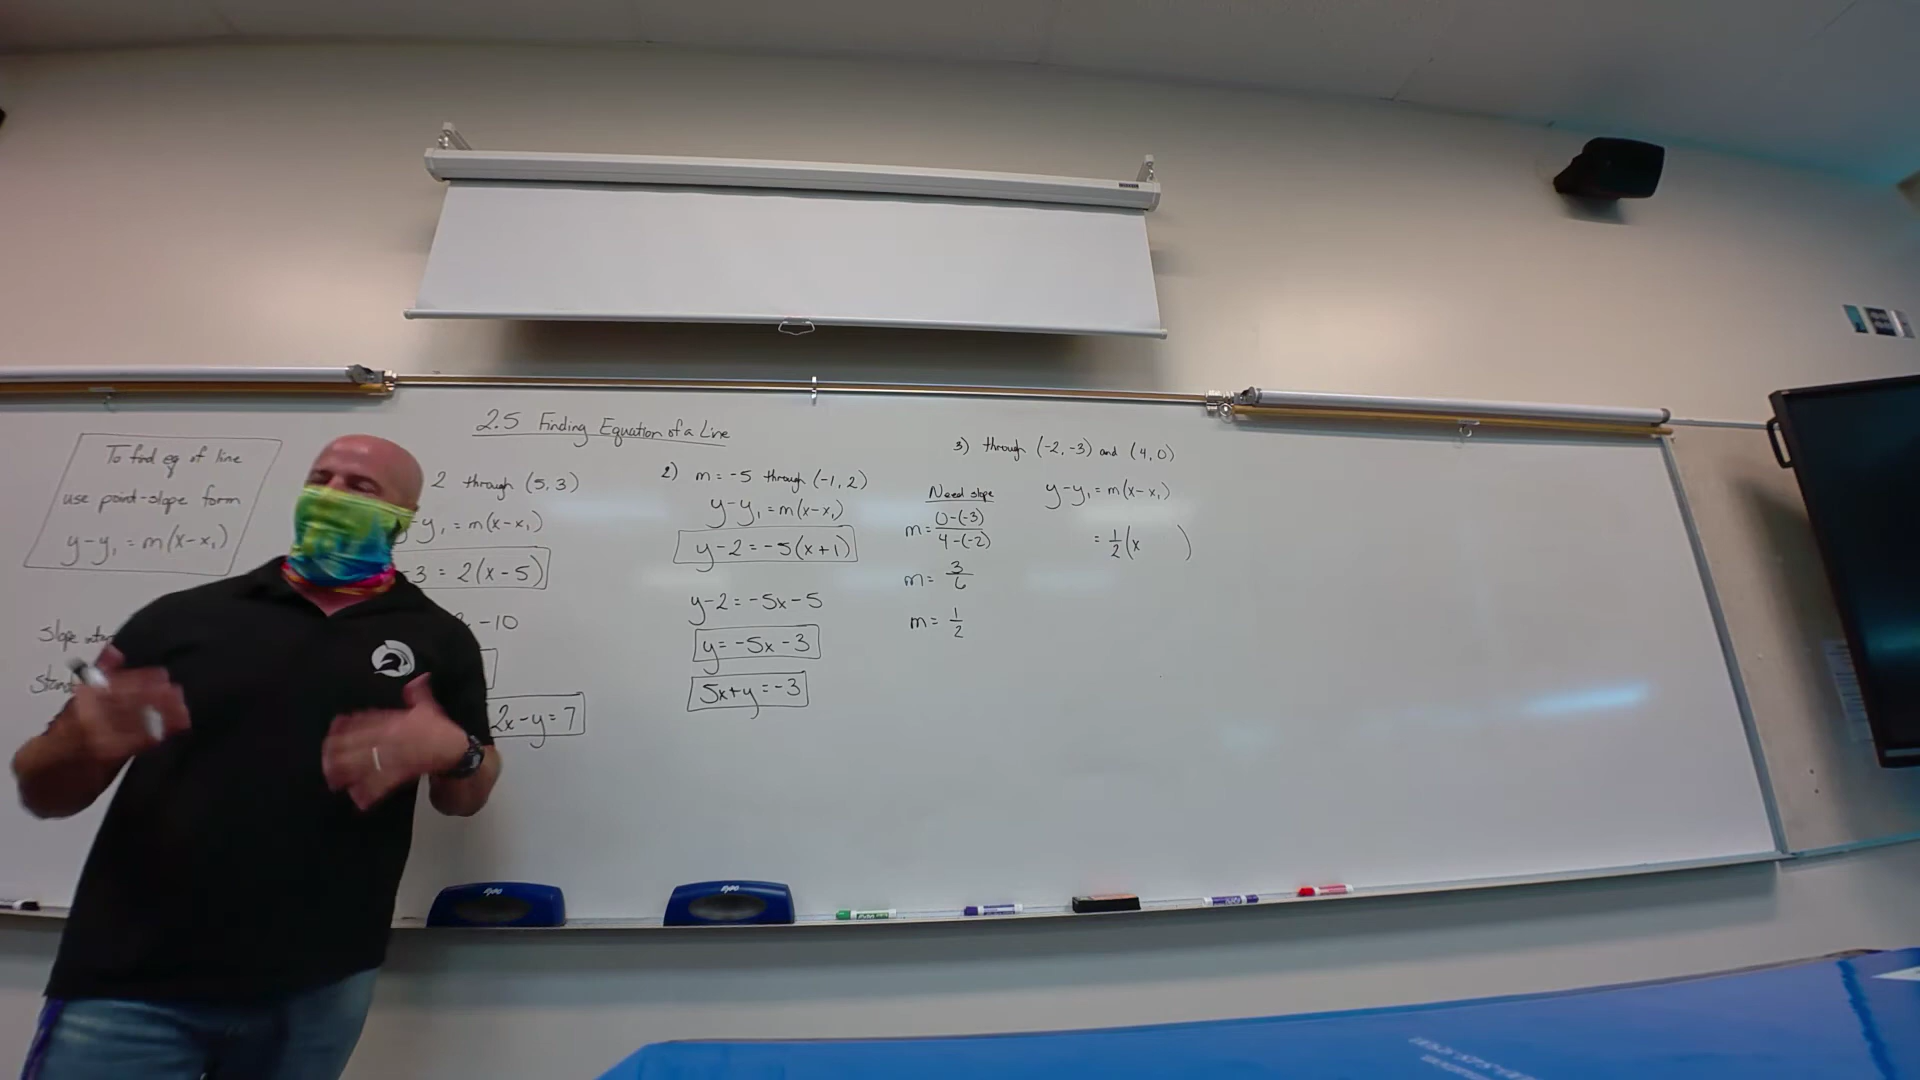 2.5 Finding Equation of a Line
To find eq of line
use point-slope form
y-y₁ = m(x-x₁)
2 through (5,3)
-y₁ = m(x-x₁)
-3 = 2(x-5)
-10
2x-y=7
2) m=-5 through (-1,2)
y-y₁=m(x-x₁)
y-2=-5(x+1)
y-2=-5x-5
y=-5x-3
5x+y=-3
3) through (-2,-3) and (4,0)
Need slope
m= 0-(-3)/4-(-2)
m= 3/6
m= 1/2
y-y₁=m(x-x₁)
= 1/2(x )
Slope
expo
expo